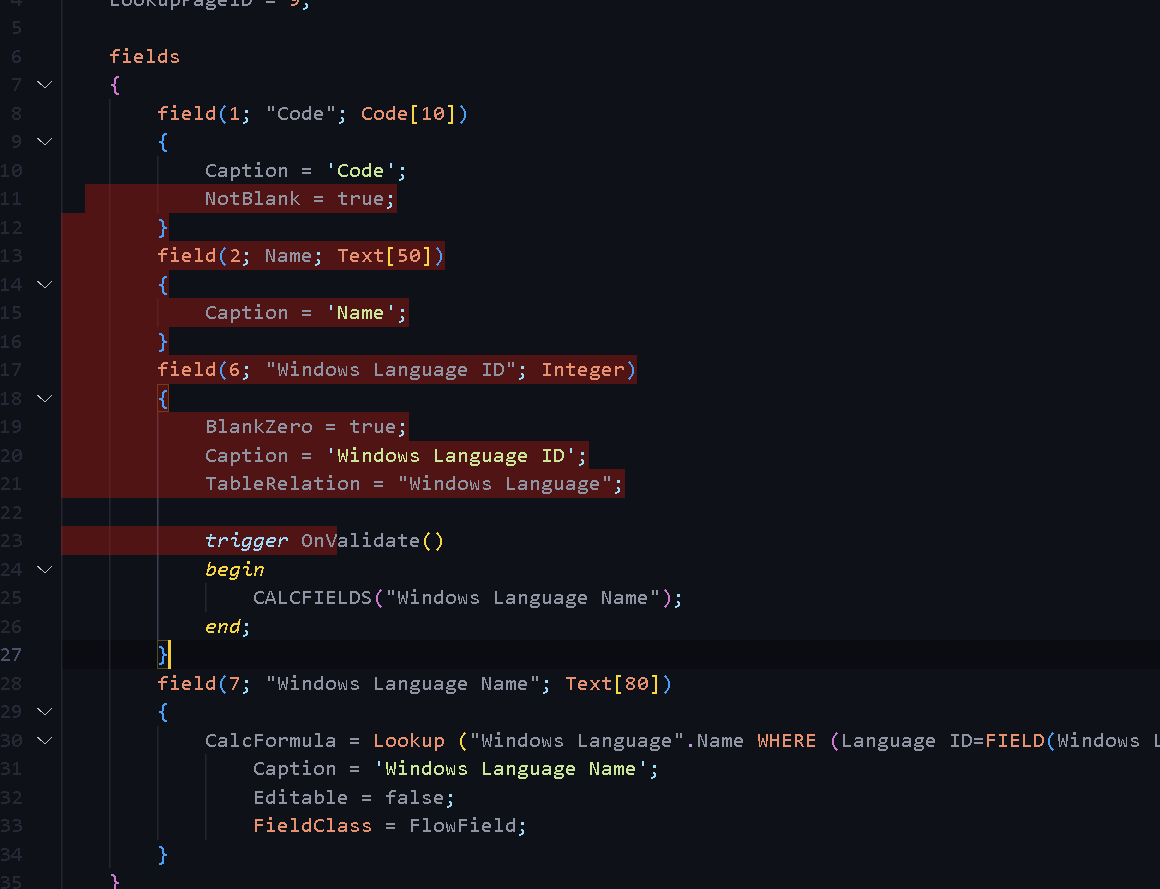 4 LookupPageID = 9;
5
6 fields
7 {
8 field(1; "Code"; Code[10])
9 {
10 Caption = 'Code';
11 NotBlank = true;
12 }
13 field(2; Name; Text[50])
14 {
15 Caption = 'Name';
16 }
17 field(6; "Windows Language ID"; Integer)
18 {
19 BlankZero = true;
20 Caption = 'Windows Language ID';
21 TableRelation = "Windows Language";
22
23 trigger OnValidate()
24 begin
25 CALCFIELDS("Windows Language Name");
26 end;
27 }
28 field(7; "Windows Language Name"; Text[80])
29 {
30 CalcFormula = Lookup ("Windows Language".Name WHERE (Language ID=FIELD(Windows L
31 Caption = 'Windows Language Name';
32 Editable = false;
33 FieldClass = FlowField;
34 }
35 }